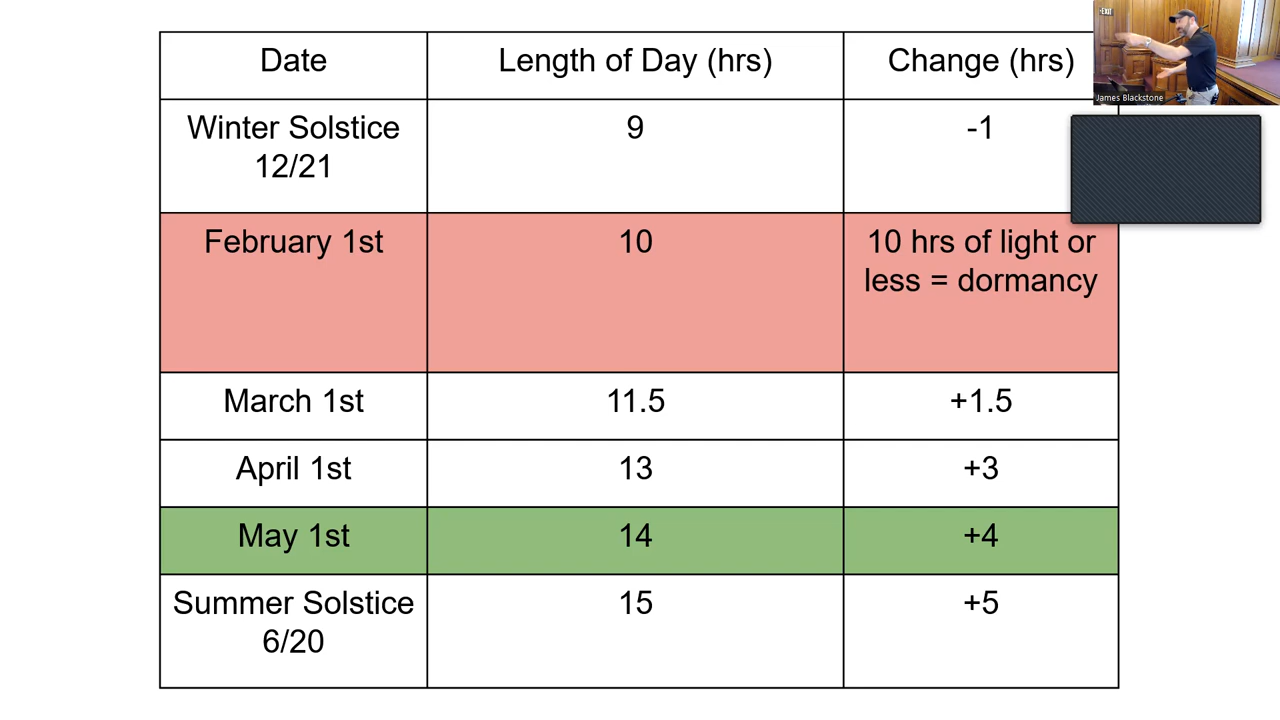 Date Length of Day (hrs) Change (hrs)
Winter Solstice 9 -1
12/21
February 1st 10 10 hrs of light or
less = dormancy
March 1st 11.5 +1.5
April 1st 13 +3
May 1st 14 +4
Summer Solstice 15 +5
6/20
EXIT
James Blackstone